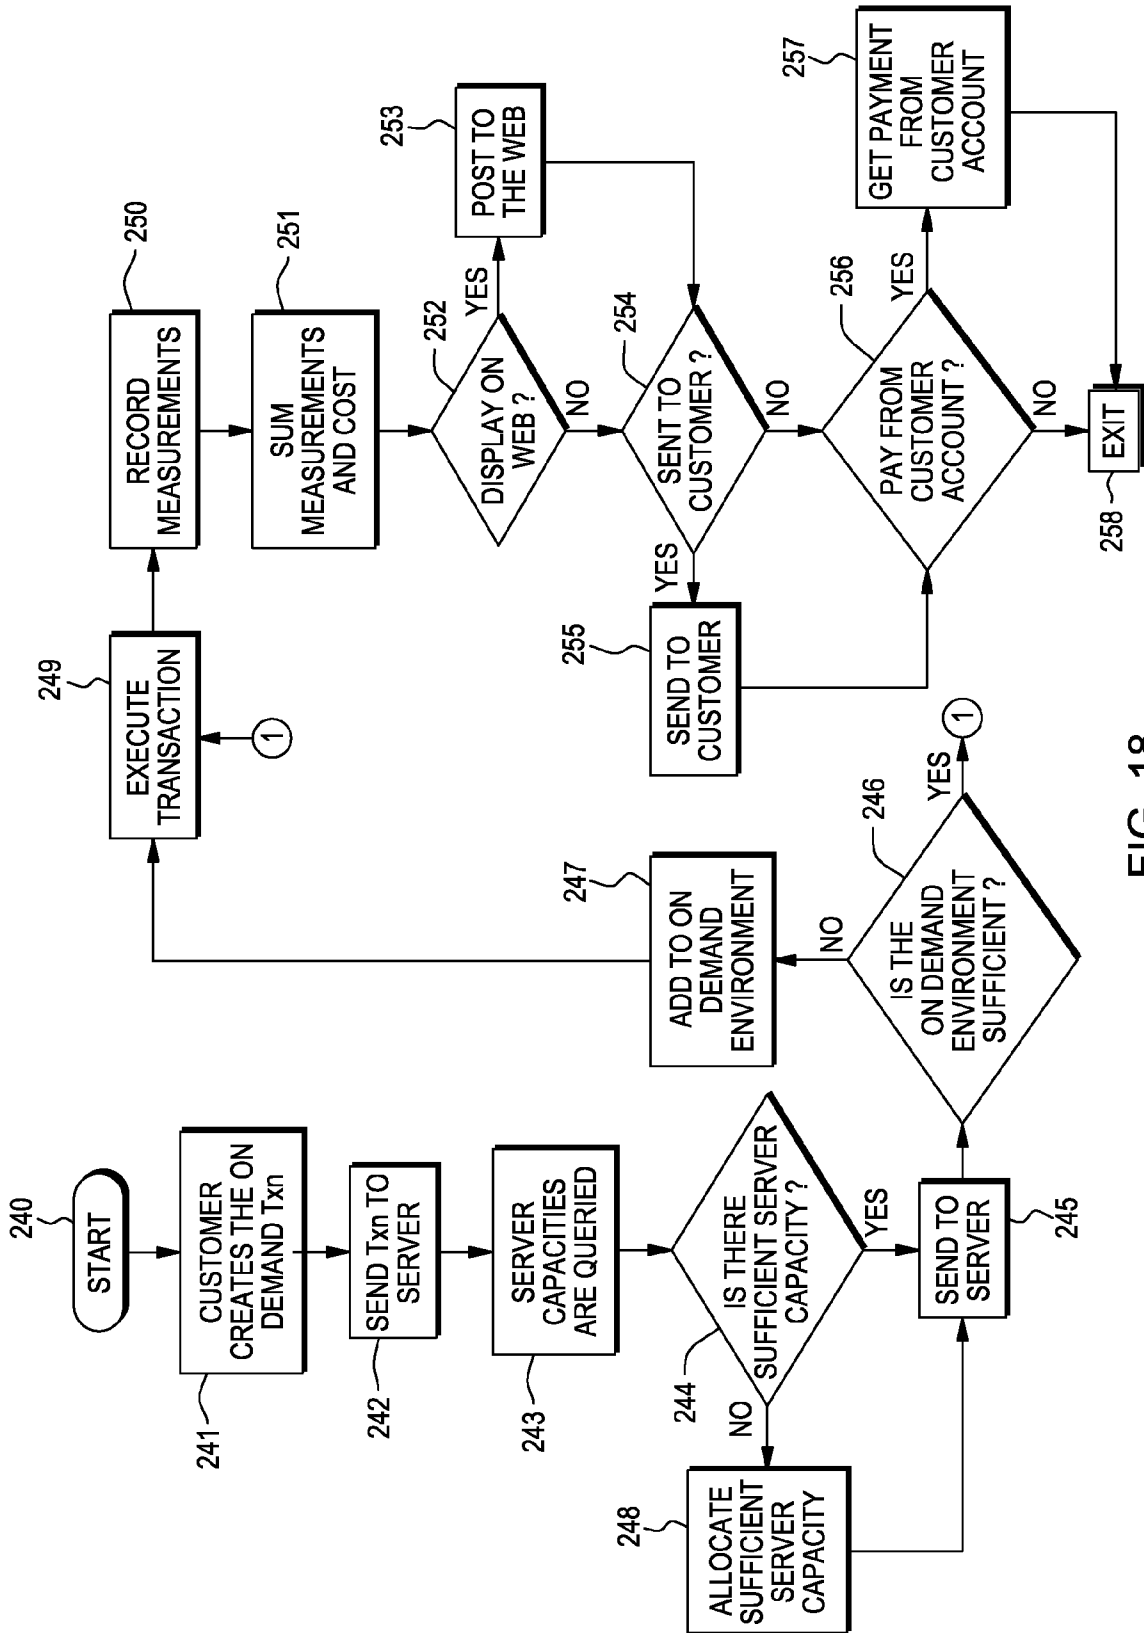 240
START
241
CUSTOMER
CREATES THE ON
DEMAND Txn
242
SEND Txn TO
SERVER
243
SERVER
CAPACITIES
ARE QUERIED
244
IS THERE
SUFFICIENT SERVER
CAPACITY ?
NO
YES
248
ALLOCATE
SUFFICIENT
SERVER
CAPACITY
SEND TO
SERVER
245
246
IS THE
ON DEMAND
ENVIRONMENT
SUFFICIENT ?
NO
YES
1
247
ADD TO ON
DEMAND
ENVIRONMENT
249
EXECUTE
TRANSACTION
1
250
RECORD
MEASUREMENTS
251
SUM
MEASUREMENTS
AND COST
252
DISPLAY ON
WEB ?
YES
NO
253
POST TO
THE WEB
254
SENT TO
CUSTOMER ?
YES
NO
255
SEND TO
CUSTOMER
256
PAY FROM
CUSTOMER
ACCOUNT ?
YES
NO
257
GET PAYMENT
FROM
CUSTOMER
ACCOUNT
EXIT
258
FIG. 18